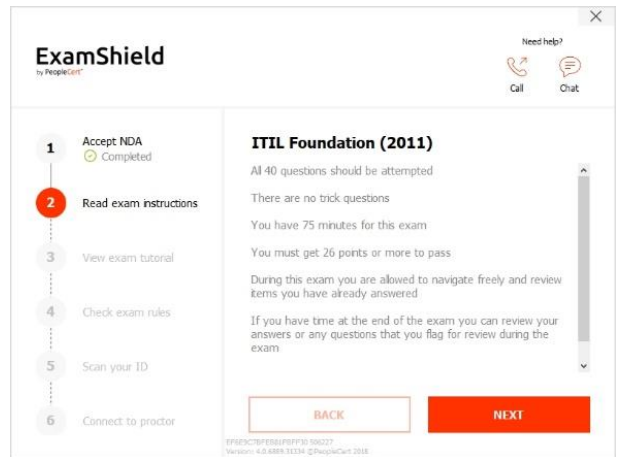 Need help?
ExamShield
by PeopleCert
Call
Chat
1
Accept NDA
Completed
2
Read exam instructions
3
View exam tutorial
4
Check exam rules
5
Scan your ID
6
Connect to proctor
ITIL Foundation (2011)
All 40 questions should be attempted
There are no trick questions
You have 75 minutes for this exam
You must get 26 points or more to pass
During this exam you are allowed to navigate freely and review
items you have already answered
If you have time at the end of the exam you can review your
answers or any questions that you flag for review during the
exam
BACK
NEXT
©PeopleCert 2018